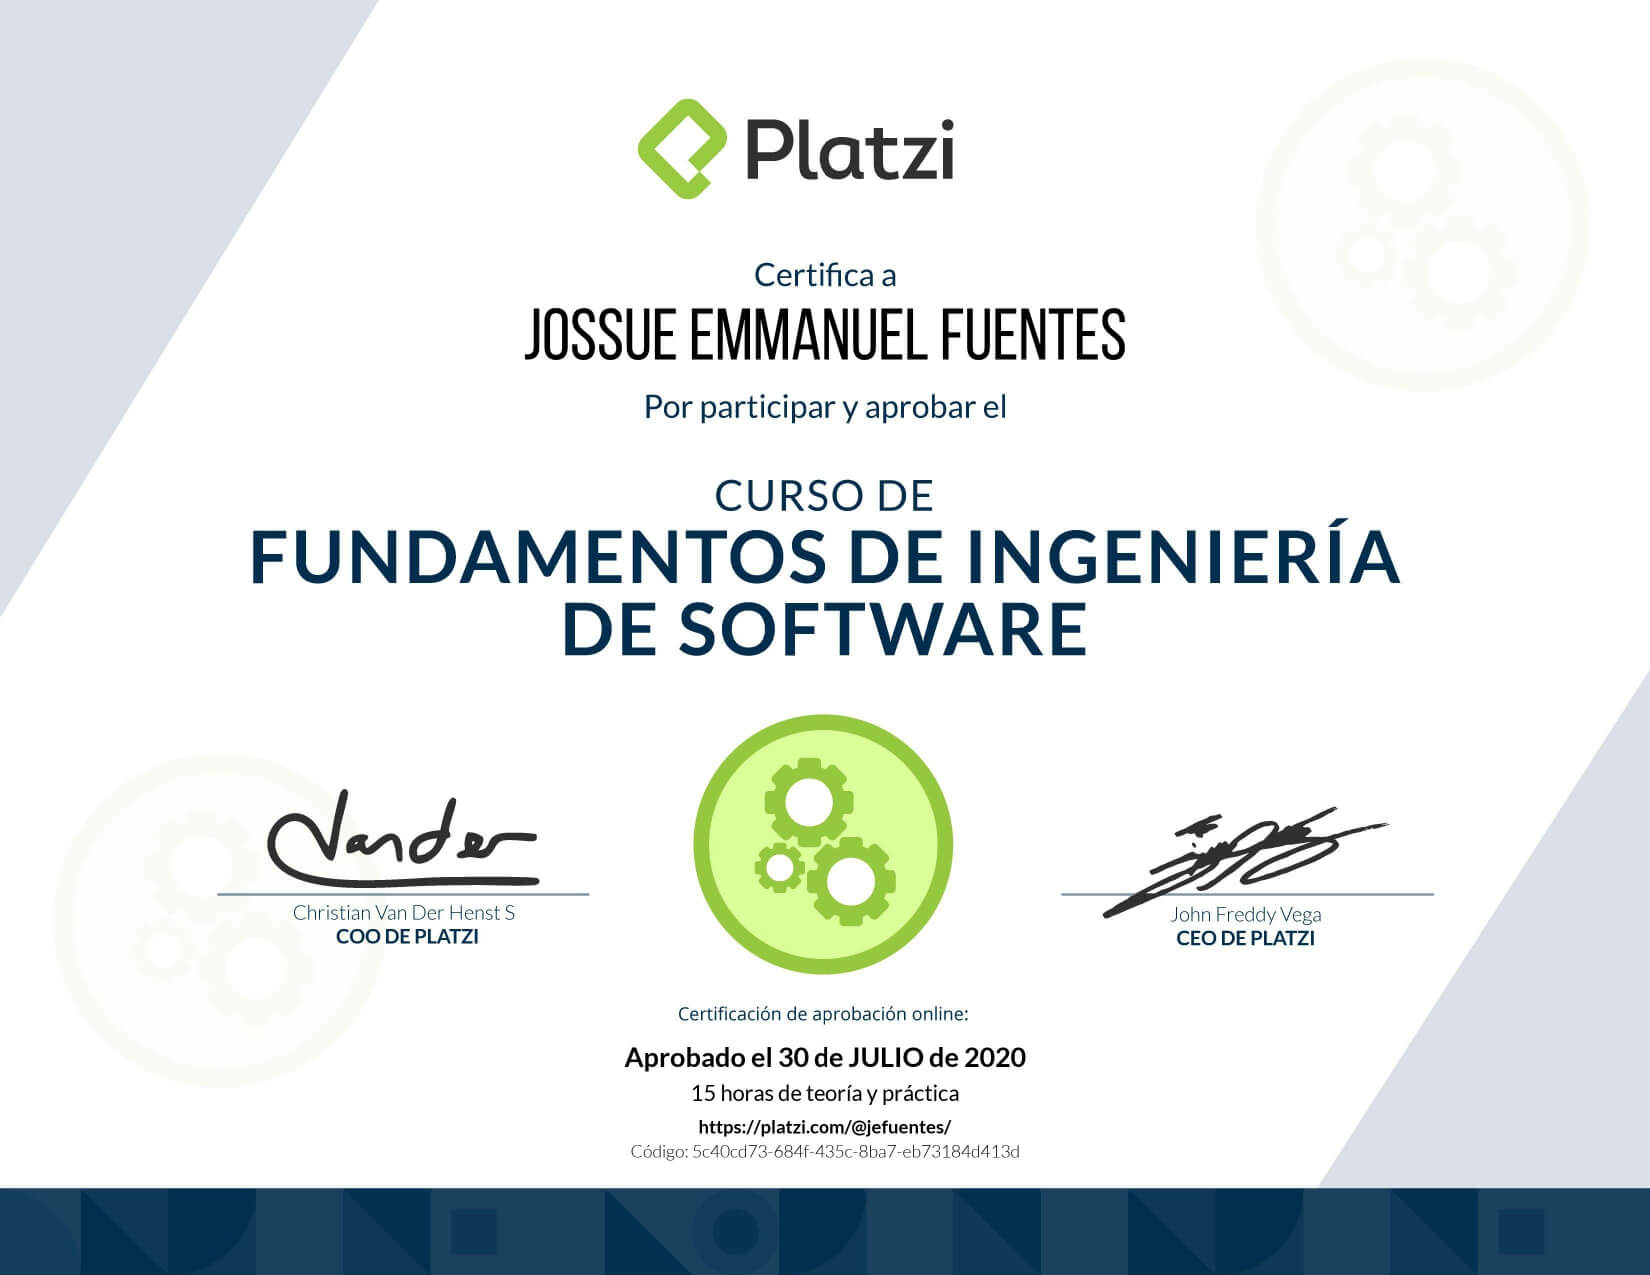 Platzi
Certifica a
JOSSUE EMMANUEL FUENTES
Por participar y aprobar el
CURSO DE
FUNDAMENTOS DE INGENIERÍA
DE SOFTWARE
Vander
Christian Van Der Henst S
COO DE PLATZI
John Freddy Vega
CEO DE PLATZI
Certificación de aprobación online:
Aprobado el 30 de JULIO de 2020
15 horas de teoría y práctica
https://platzi.com/@jefuentes/
Código: 5c40cd73-684f-435c-8ba7-eb73184d413d